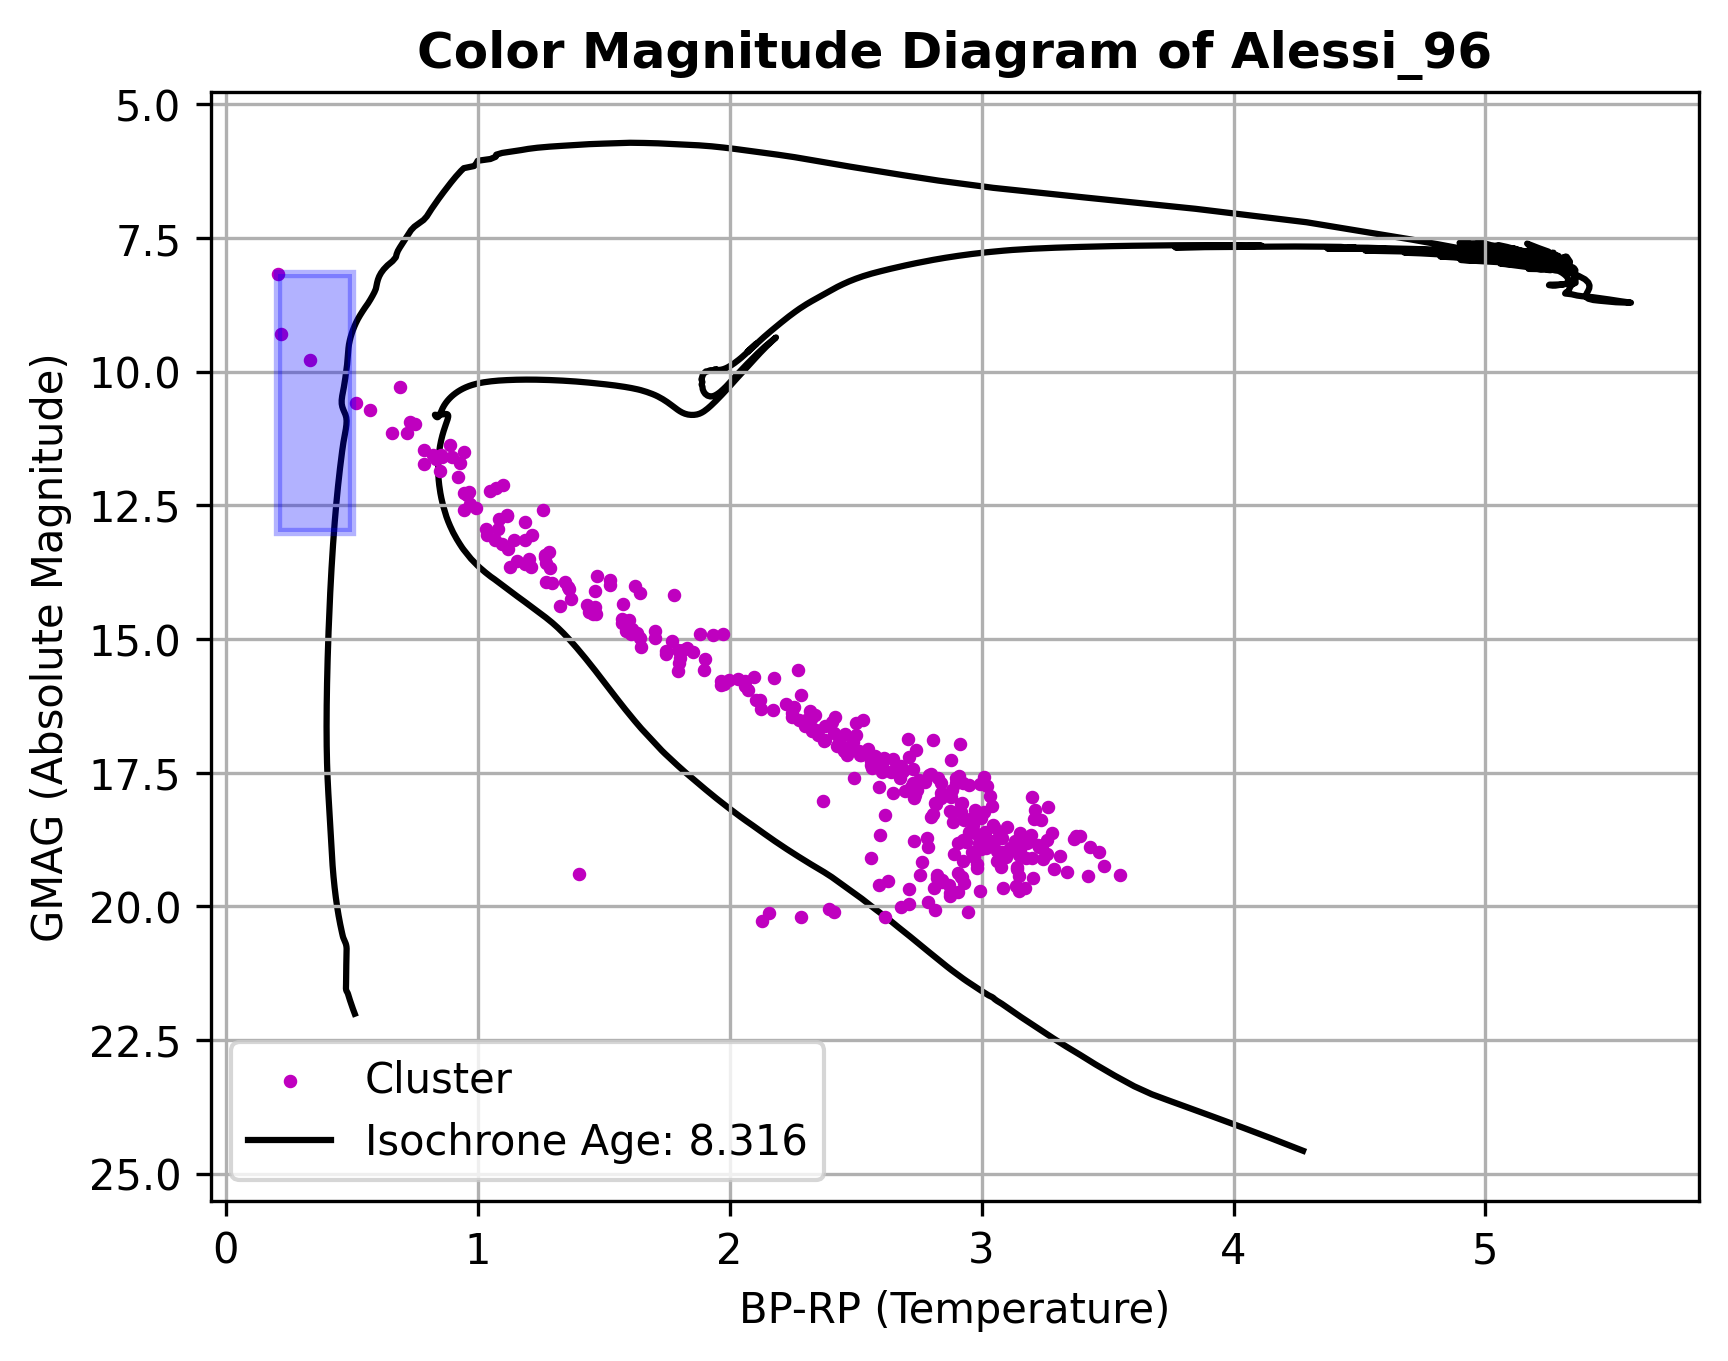 Color Magnitude Diagram of Alessi_96
5.0
7.5
10.0
12.5
15.0
17.5
20.0
22.5
25.0
GMAG (Absolute Magnitude)
Cluster
Isochrone Age: 8.316
0 1 2 3 4 5
BP-RP (Temperature)